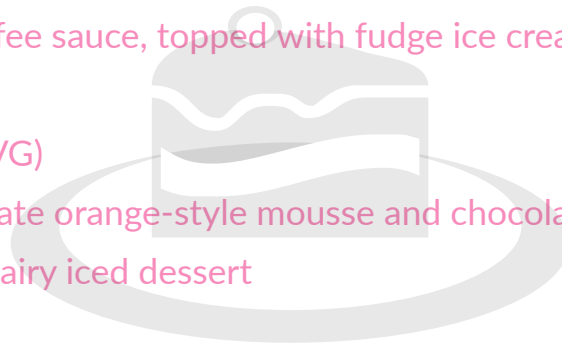 fee sauce, topped with fudge ice crea
VG)
ate orange-style mousse and chocola
airy iced dessert